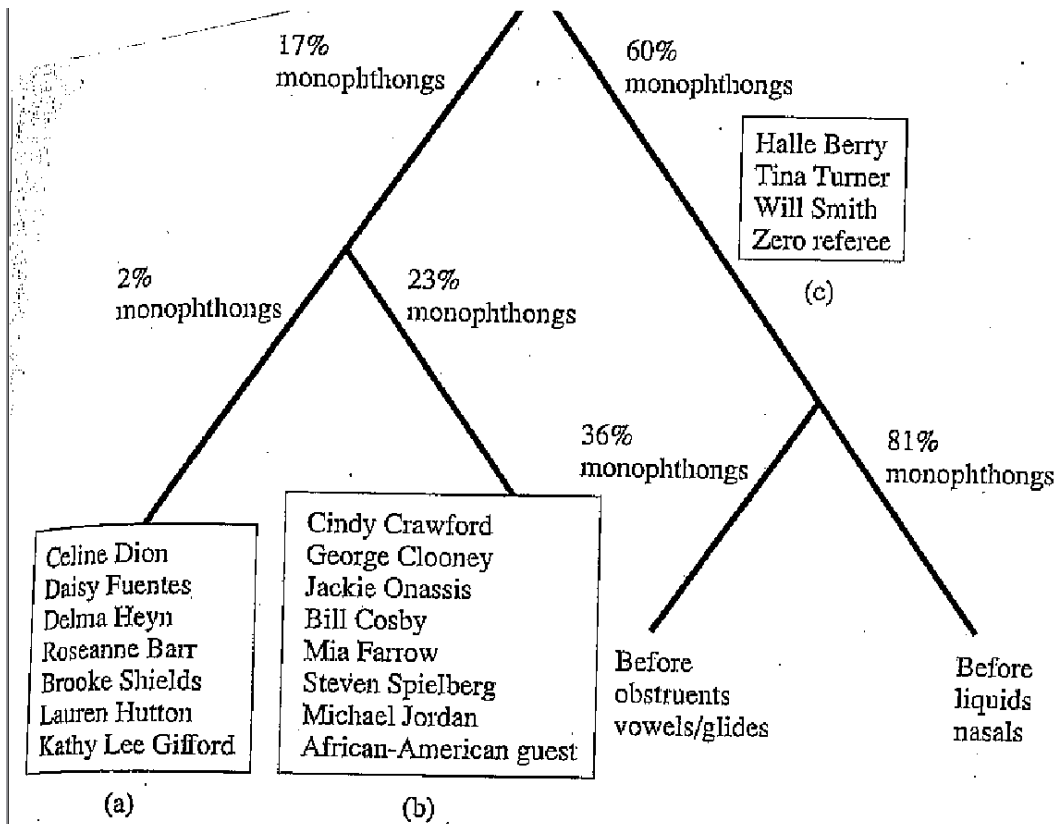 17%
monophthongs
60%
monophthongs
Halle Berry
Tina Turner
Will Smith
Zero referee
(c)
2%
monophthongs
23%
monophthongs
36%
monophthongs
81%
monophthongs
Celine Dion
Daisy Fuentes
Delma Heyn
Roseanne Barr
Brooke Shields
Lauren Hutton
Kathy Lee Gifford
(a)
Cindy Crawford
George Clooney
Jackie Onassis
Bill Cosby
Mia Farrow
Steven Spielberg
Michael Jordan
African-American guest
(b)
Before
obstruents
vowels/glides
Before
liquids
nasals